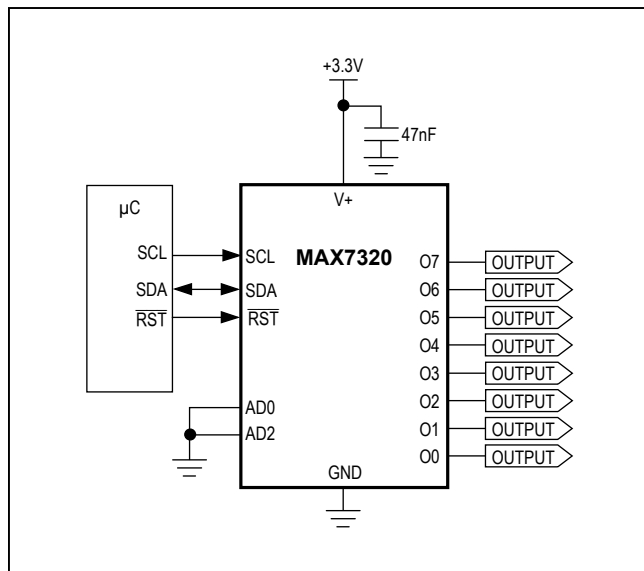 +3.3V
47nF
µC
V+
MAX7320
SCL
SCL
SDA
SDA
RST
RST
AD0
AD2
GND
O7
OUTPUT
O6
OUTPUT
O5
OUTPUT
O4
OUTPUT
O3
OUTPUT
O2
OUTPUT
O1
OUTPUT
O0
OUTPUT